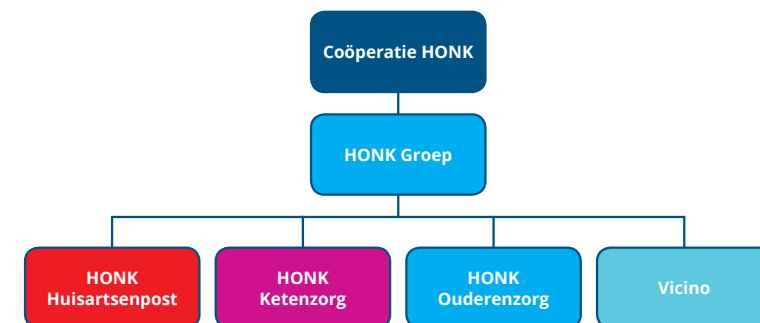 Coöperatie HONK
HONK Groep
HONK
Huisartsenpost
HONK
Ketenzorg
HONK
Ouderenzorg
Vicino